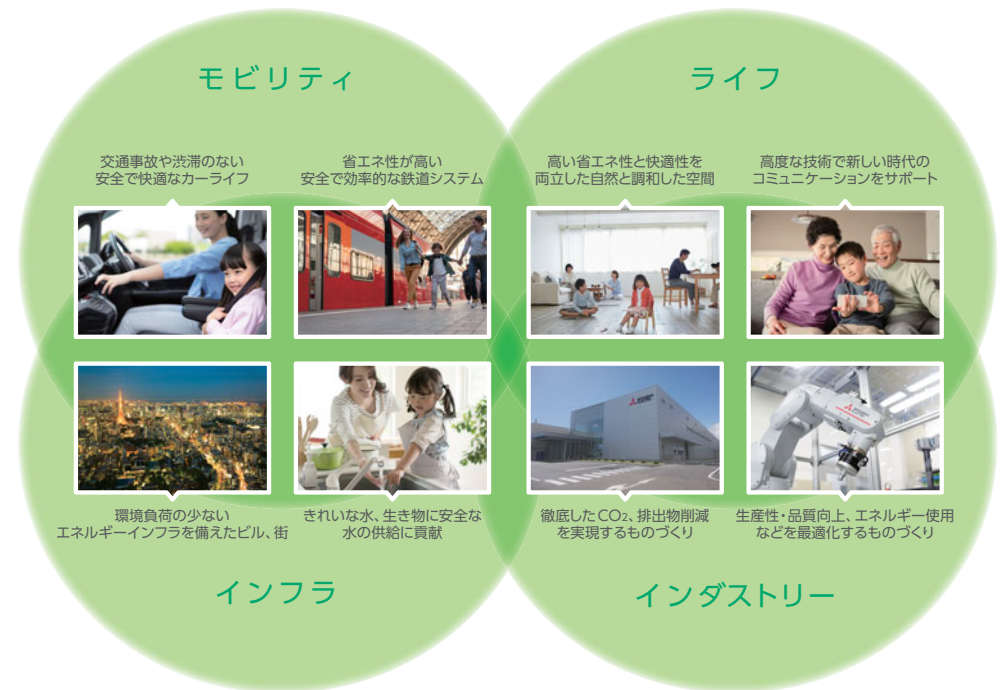 モビリティ
ライフ
交通事故や渋滞のない
安全で快適なカーライフ
省エネ性が高い
安全で効率的な鉄道システム
高い省エネ性と快適性を
両立した自然と調和した空間
高度な技術で新しい時代の
コミュニケーションをサポート
環境負荷の少ない
エネルギーインフラを備えたビル、街
きれいな水、生き物に安全な
水の供給に貢献
徹底したCO₂、排出物削減
を実現するものづくり
生産性・品質向上、エネルギー使用
などを最適化するものづくり
インフラ
インダストリー